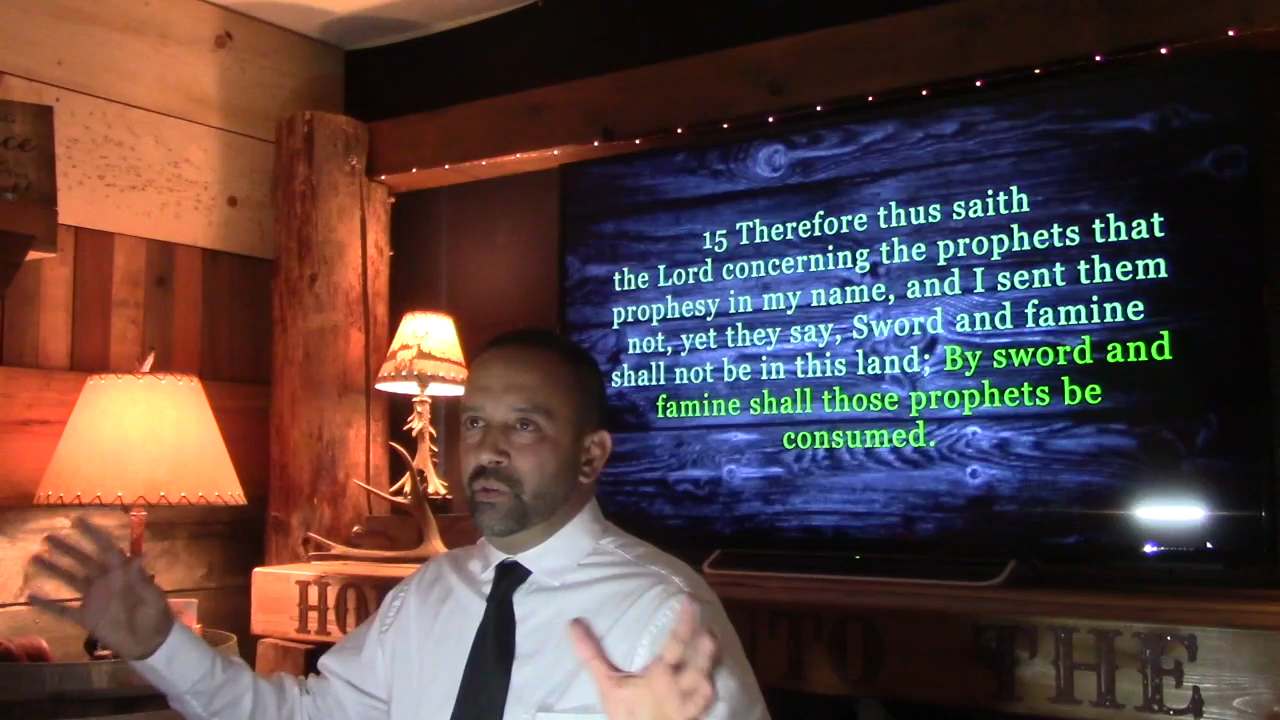 15 Therefore thus saith
the Lord concerning the prophets that
prophesy in my name, and I sent them
not, yet they say, Sword and famine
shall not be in this land; By sword and
famine shall those prophets be
consumed.
HO
TO THE